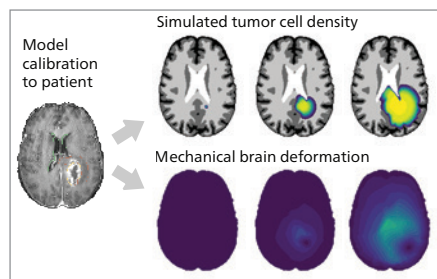 Simulated tumor cell density
Model
calibration
to patient
Mechanical brain deformation